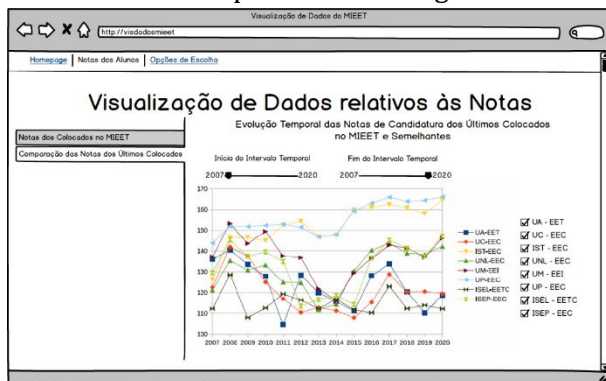 Visualização de Dados do MIEET
http://visdadosmieet
Homepage | Notas dos Alunos | Opções de Escolha
Visualização de Dados relativos às Notas
Notas dos Colocados no MIEET
Comparação das Notas dos Últimos Colocados
Evolução Temporal das Notas de Candidatura dos Últimos Colocados
no MIEET e Semelhantes
Início do Intervalo Temporal
Fim do Intervalo Temporal
2007 2020
2007 2020
170
160
150
140
130
120
110
100
2007 2008 2009 2010 2011 2012 2013 2014 2015 2016 2017 2018 2019 2020
UA-EET
UC-EEC
IST-EEC
UNL-EEC
UM-EEI
UP-EEC
ISEL-EETC
ISEP-EEC
UA - EET
UC - EEC
IST - EEC
UNL - EEC
UM - EEI
UP - EEC
ISEL - EETC
ISEP - EEC